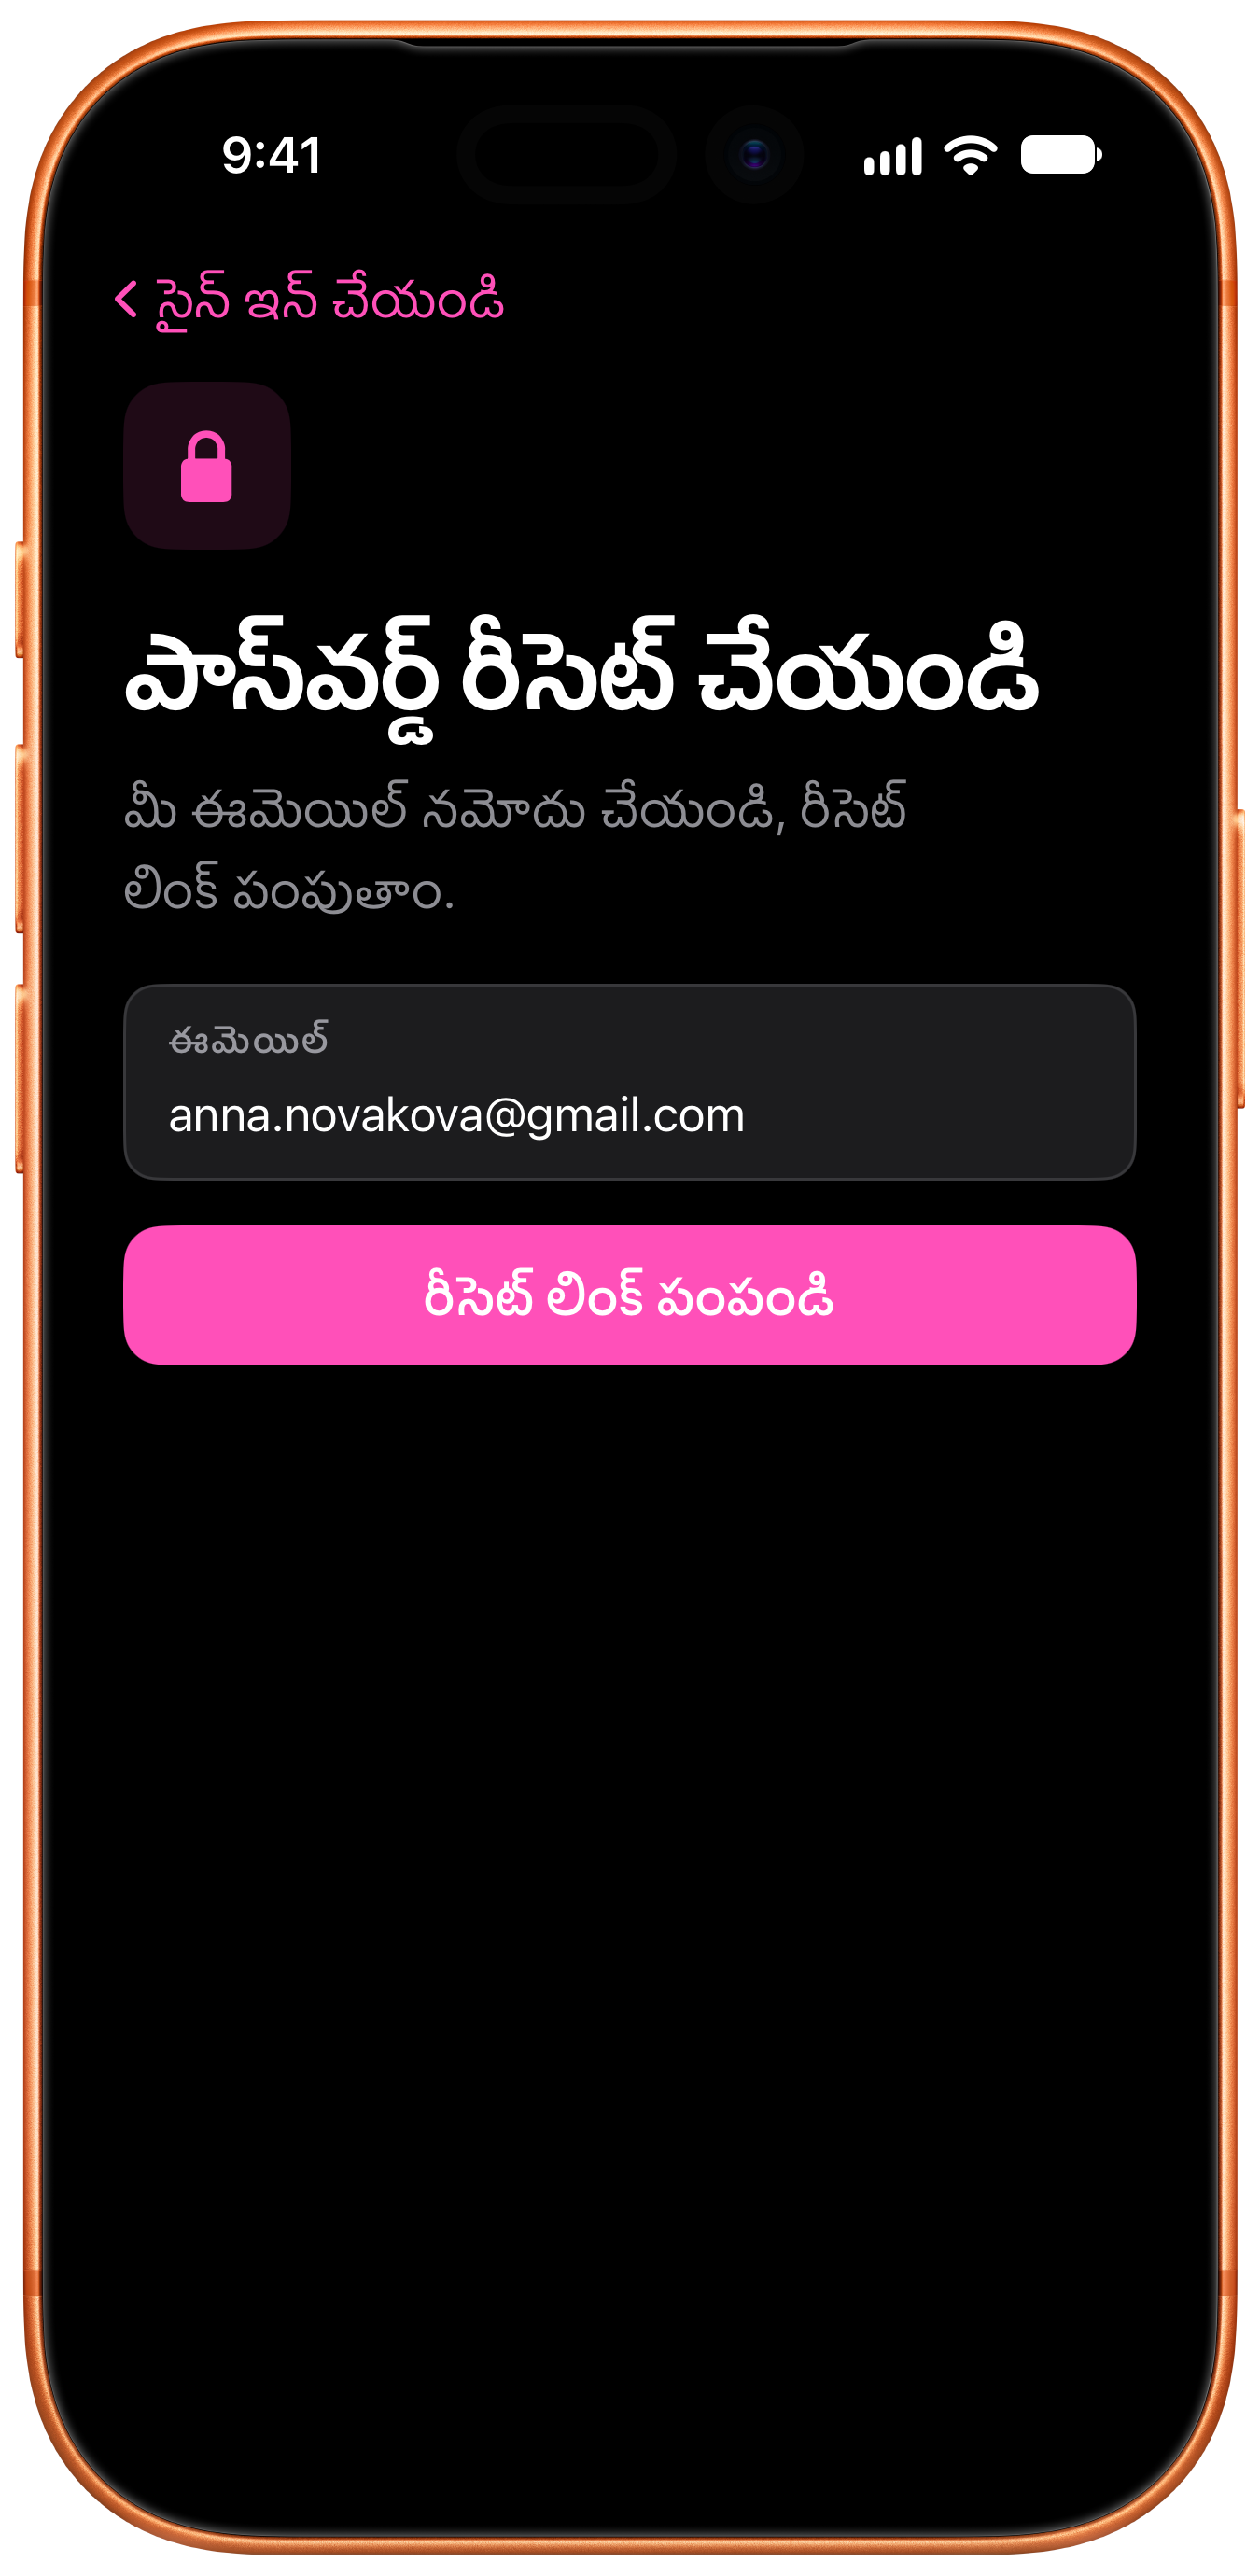 9:41
సైన్ ఇన్ చేయండి
పాస్‌వర్డ్ రీసెట్ చేయండి
మీ ఈమెయిల్ నమోదు చేయండి, రీసెట్
లింక్ పంపుతాం.
ఈమెయిల్
anna.novakova@gmail.com
రీసెట్ లింక్ పంపండి